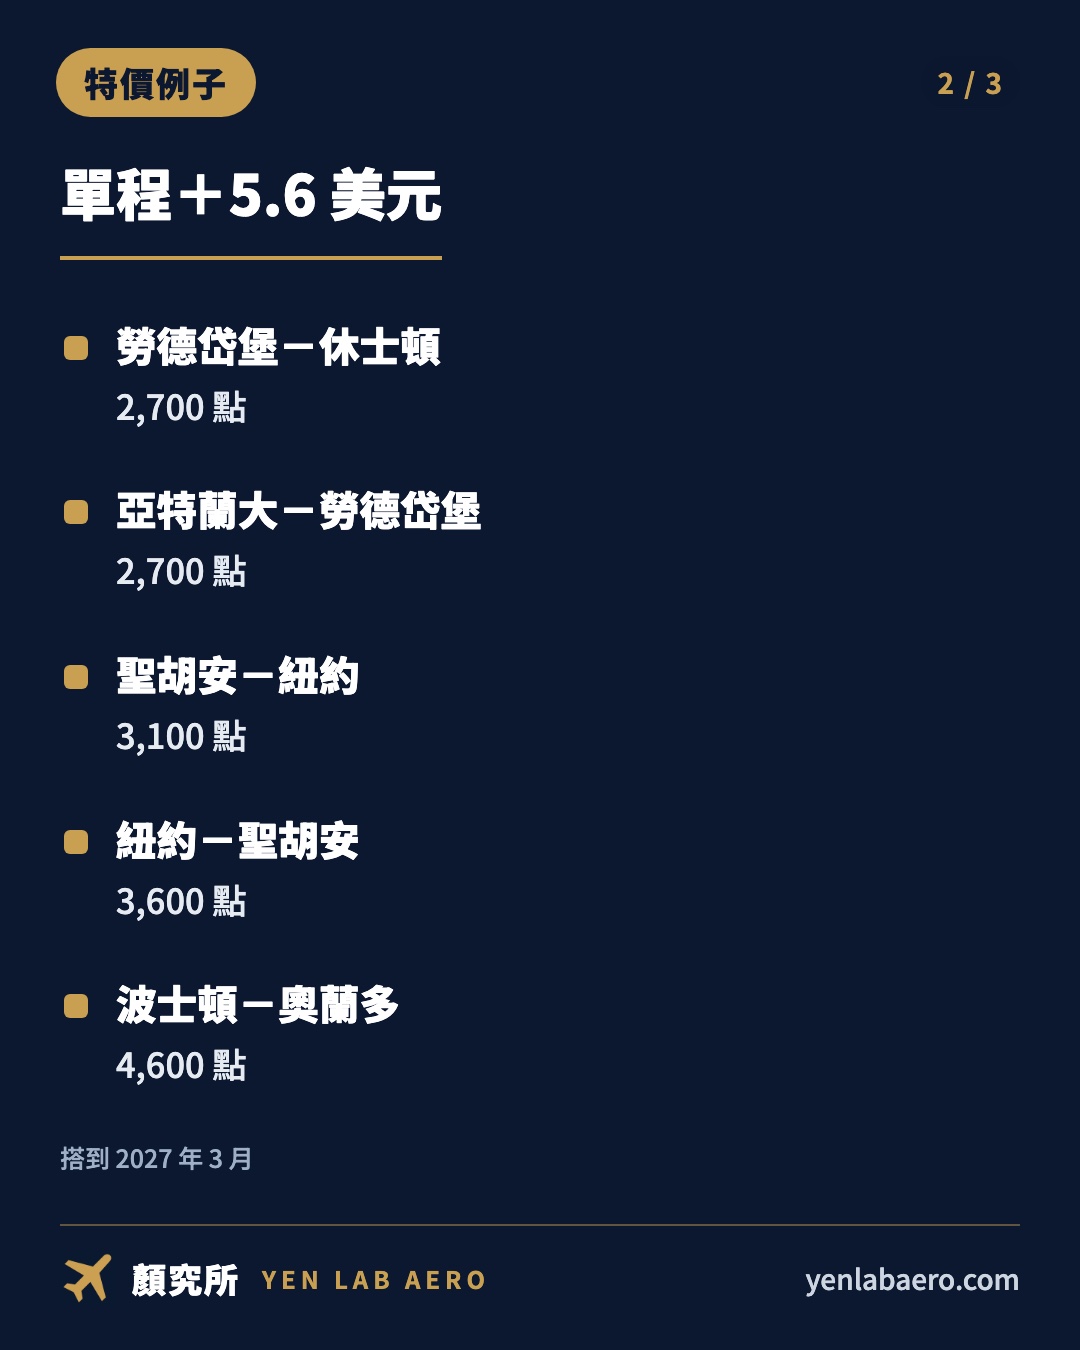 特價例子
2 / 3
單程＋5.6 美元
勞德岱堡－休士頓
2,700 點
亞特蘭大－勞德岱堡
2,700 點
聖胡安－紐約
3,100 點
紐約－聖胡安
3,600 點
波士頓－奧蘭多
4,600 點
搭到 2027 年 3 月
顏究所 YEN LAB AERO
yenlabaero.com